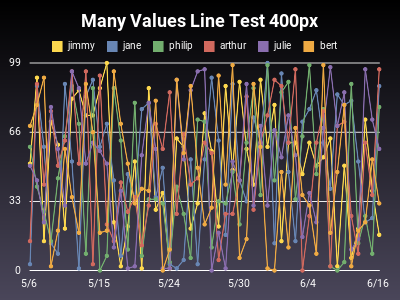 Many Values Line Test 400px
jimmy jane philip arthur julie bert
99
66
33
0
5/6 5/15 5/24 5/30 6/4 6/16